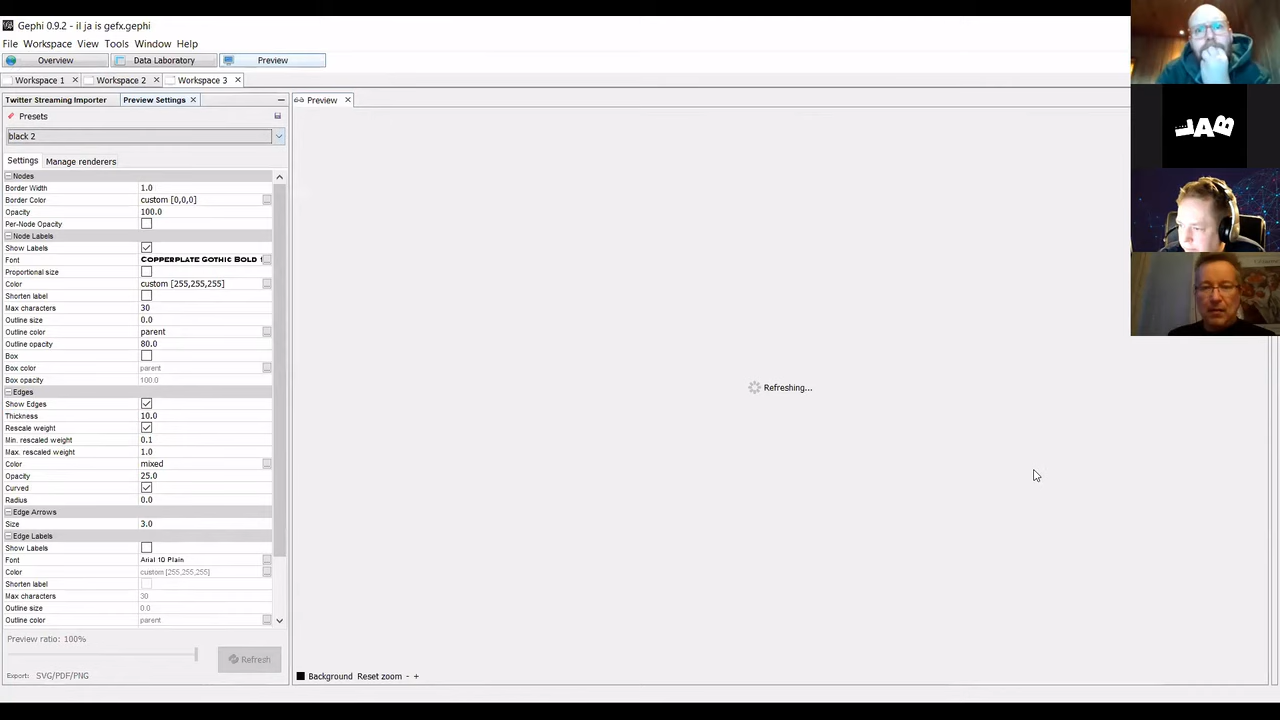 Gephi 0.9.2 - il ja is gefx.gephi
File Workspace View Tools Window Help
Overview Data Laboratory Preview
Workspace 1 Workspace 2 Workspace 3
Twitter Streaming Importer Preview Settings
Preview
Presets
black 2
Settings Manage renderers
Nodes
Border Width 1.0
Border Color custom [0,0,0] ...
Opacity 100.0
Per-Node Opacity
Node Labels
Show Labels
Font Copperplate Gothic Bold ...
Proportional size
Color custom [255,255,255] ...
Shorten label
Max characters 30
Outline size 0.0
Outline color parent ...
Outline opacity 80.0
Box
Box color parent ...
Box opacity 100.0
Edges
Show Edges
Thickness 10.0
Rescale weight
Min. rescaled weight 0.1
Max. rescaled weight 1.0
Color mixed ...
Opacity 25.0
Curved
Radius 0.0
Edge Arrows
Size 3.0
Edge Labels
Show Labels
Font Arial 10 Plain ...
Color custom [255,255,255] ...
Shorten label
Max characters 30
Outline size 0.0
Outline color parent ...
Preview ratio: 100%
Refresh
Export: SVG/PDF/PNG
Refreshing...
Background Reset zoom - +
LAB